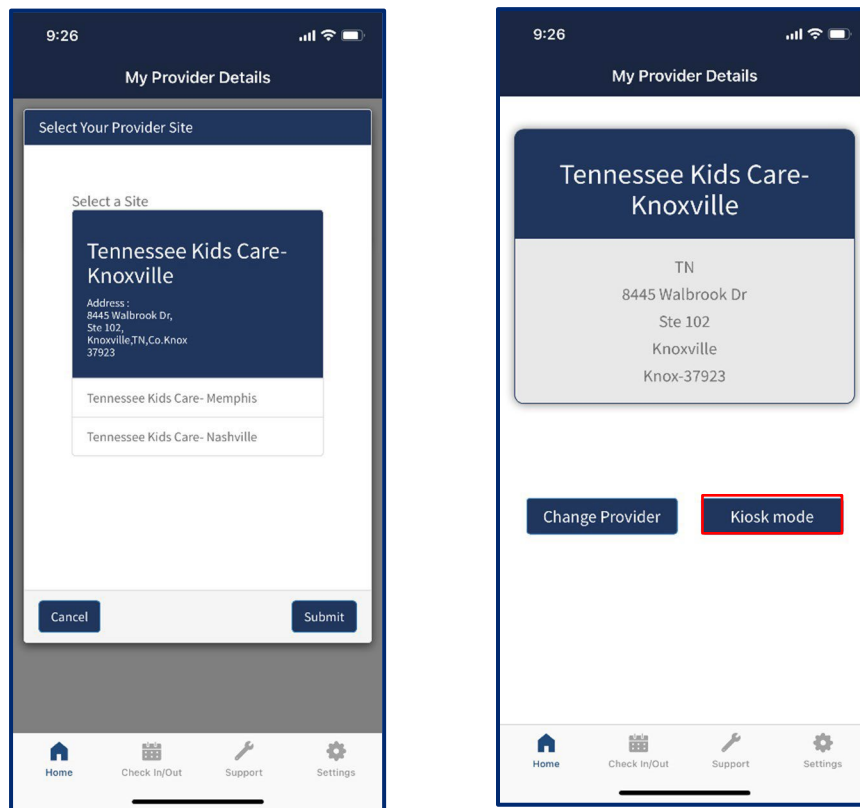 9:26
My Provider Details
Select Your Provider Site
Select a Site
Tennessee Kids Care-
Knoxville
Address :
8445 Walbrook Dr,
Ste 102,
Knoxville,TN,Co.Knox
37923
Tennessee Kids Care- Memphis
Tennessee Kids Care- Nashville
Cancel
Submit
Home
Check In/Out
Support
Settings
9:26
My Provider Details
Tennessee Kids Care-
Knoxville
TN
8445 Walbrook Dr
Ste 102
Knoxville
Knox-37923
Change Provider
Kiosk mode
Home
Check In/Out
Support
Settings